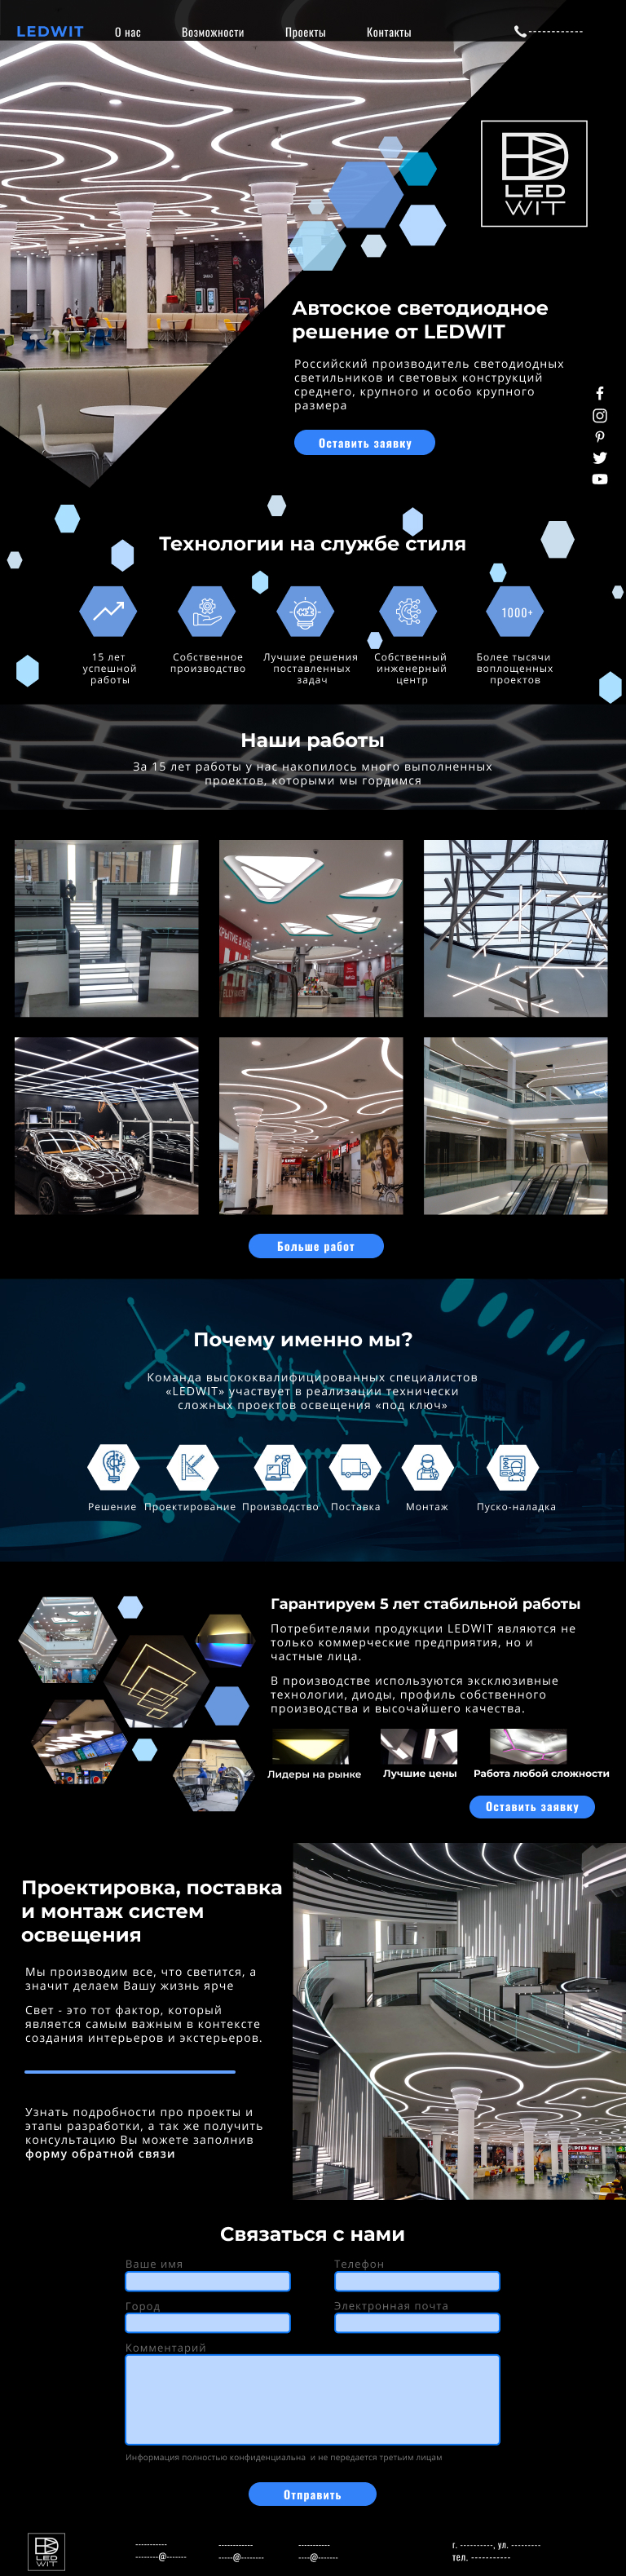 LEDWIT
О нас
Возможности
Проекты
Контакты
------------
LED
WIT
Автоское светодиодное
решение от LEDWIT
Российский производитель светодиодных
светильников и световых конструкций
среднего, крупного и особо крупного
размера
Оставить заявку
Технологии на службе стиля
1000+
15 лет
успешной
работы
Собственное
производство
Лучшие решения
поставленных
задач
Собственный
инженерный
центр
Более тысячи
воплощенных
проектов
Наши работы
За 15 лет работы у нас накопилось много выполненных
проектов, которыми мы гордимся
Больше работ
Почему именно мы?
Команда высококвалифицированных специалистов
«LEDWIT» участвует в реализации технически
сложных проектов освещения «под ключ»
Решение
Проектирование
Производство
Поставка
Монтаж
Пуско-наладка
Гарантируем 5 лет стабильной работы
Потребителями продукции LEDWIT являются не
только коммерческие предприятия, но и
частные лица.
В производстве используются эксклюзивные
технологии, диоды, профиль собственного
производства и высочайшего качества.
Лидеры на рынке
Лучшие цены
Работа любой сложности
Оставить заявку
Проектировка, поставка
и монтаж систем
освещения
Мы производим все, что светится, а
значит делаем Вашу жизнь ярче
Свет - это тот фактор, который
является самым важным в контексте
создания интерьеров и экстерьеров.
Узнать подробности про проекты и
этапы разработки, а так же получить
консультацию Вы можете заполнив
форму обратной связи
Связаться с нами
Ваше имя
Телефон
Город
Электронная почта
Комментарий
Информация полностью конфиденциальна и не передается третьим лицам
Отправить
LED
WIT
-----------
--------@-------
------------
-----@--------
-----------
----@-------
г. ----------, ул. ---------
тел. -----------